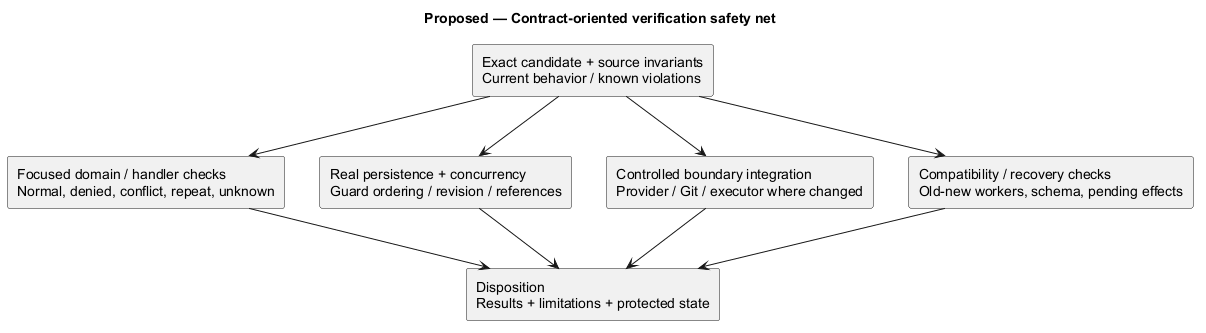 Proposed — Contract-oriented verification safety net
Exact candidate + source invariants
Current behavior / known violations
Focused domain / handler checks
Normal, denied, conflict, repeat, unknown
Real persistence + concurrency
Guard ordering / revision / references
Controlled boundary integration
Provider / Git / executor where changed
Compatibility / recovery checks
Old-new workers, schema, pending effects
Disposition
Results + limitations + protected state